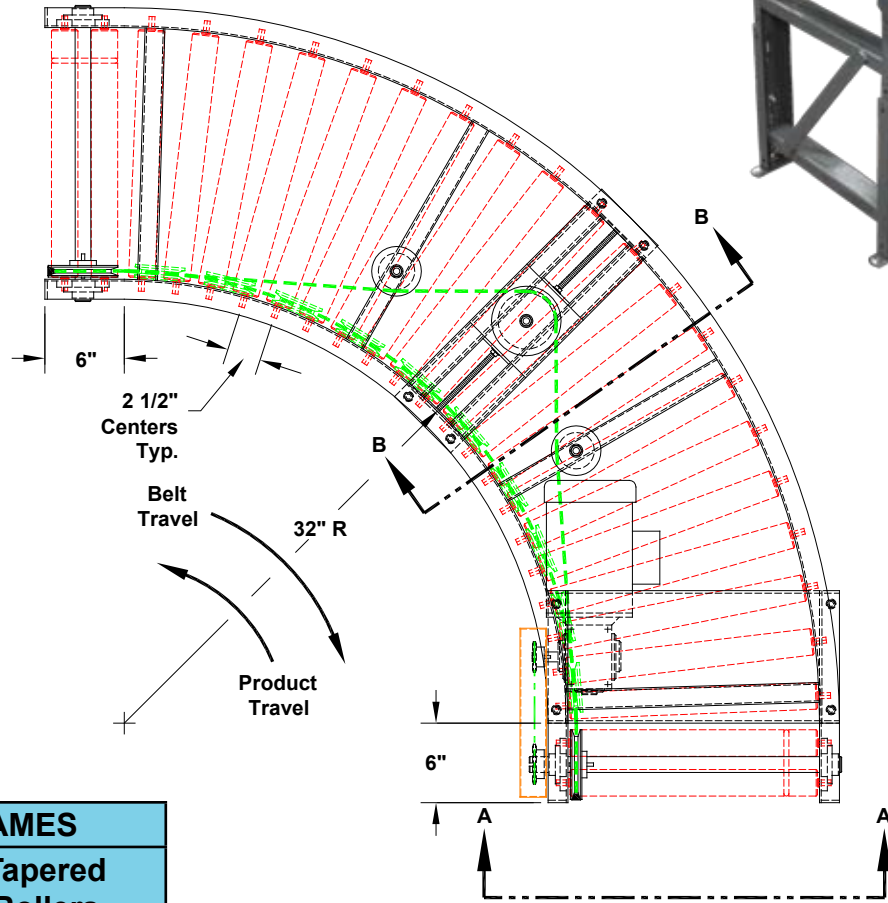 B
6"
2 1/2"
Centers
Typ.
B
Belt
Travel
32" R
Product
Travel
6"
A
A
AMES
Tapered